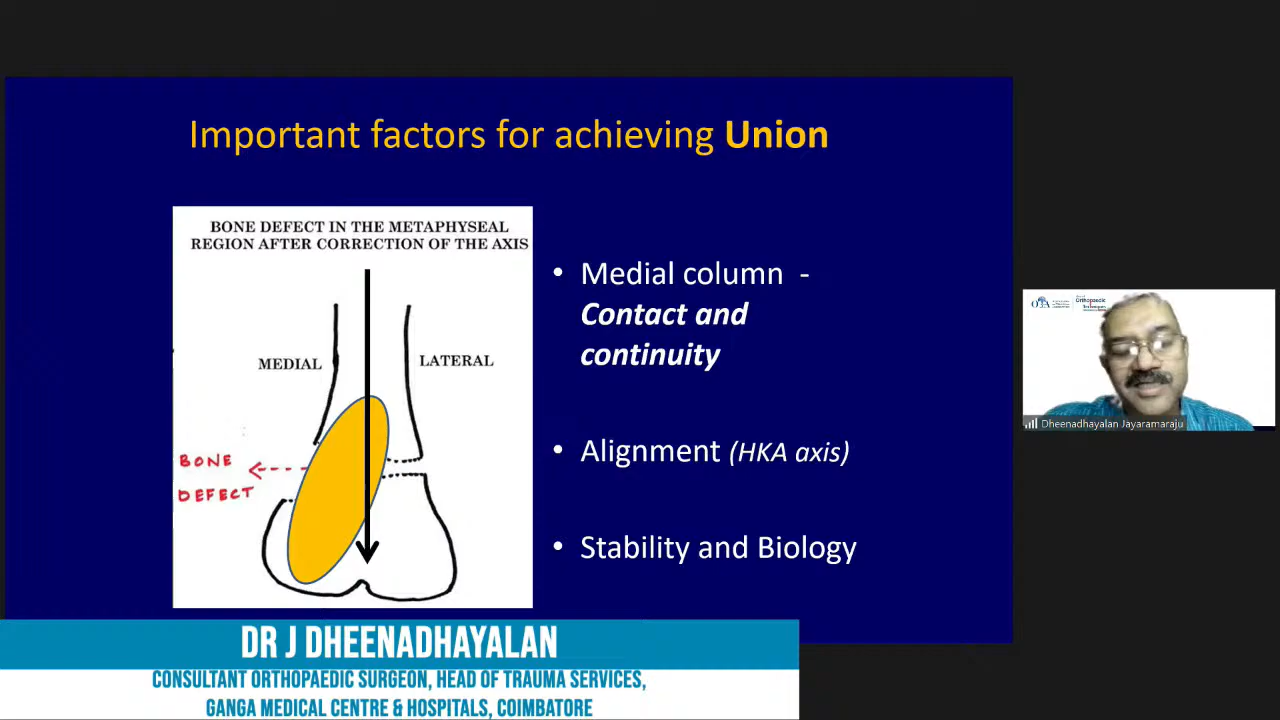 Important factors for achieving Union
BONE DEFECT IN THE METAPHYSEAL
REGION AFTER CORRECTION OF THE AXIS
MEDIAL
LATERAL
BONE
DEFECT
• Medial column -
Contact and
continuity
• Alignment (HKA axis)
• Stability and Biology
Orthopaedic
Techniques
Dheenadhayalan Jayaramaraju
DR J DHEENADHAYALAN
CONSULTANT ORTHOPAEDIC SURGEON, HEAD OF TRAUMA SERVICES,
GANGA MEDICAL CENTRE & HOSPITALS, COIMBATORE